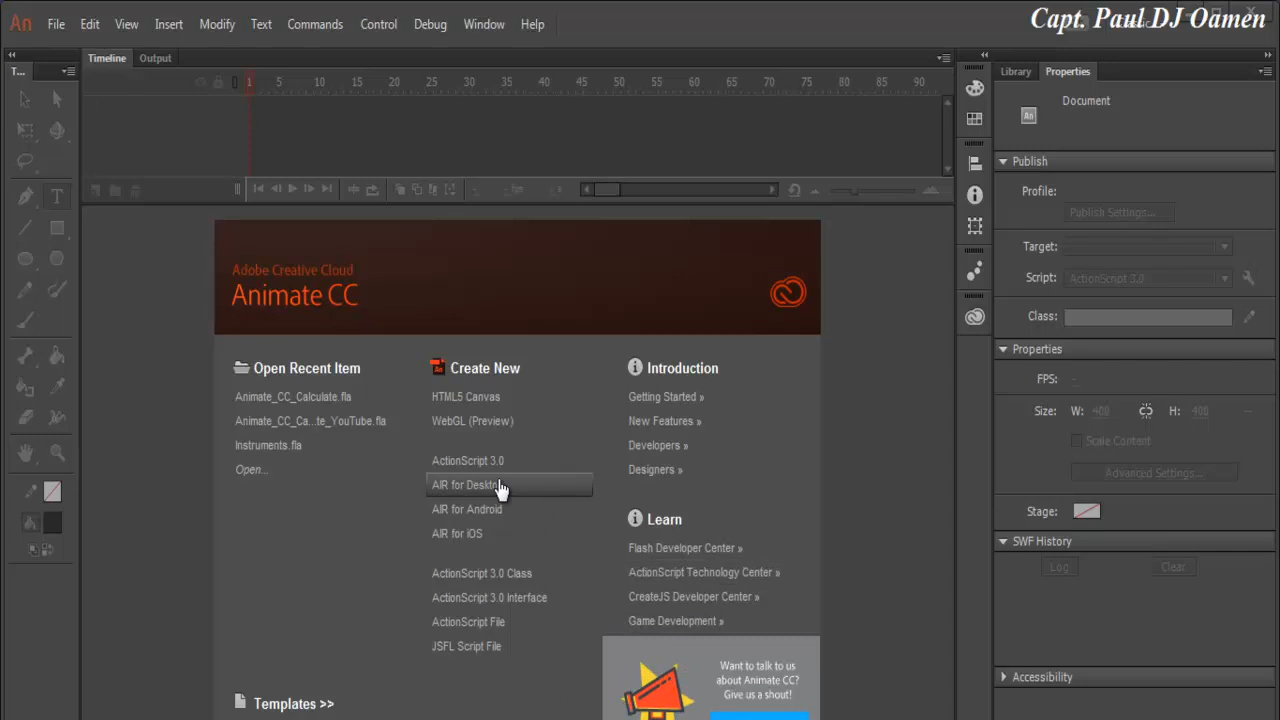 An File Edit View Insert Modify Text Commands Control Debug Window Help
Capt. Paul DJ Oamen
T...
Timeline Output
1 5 10 15 20 25 30 35 40 45 50 55 60 65 70 75 80 85 90
Adobe Creative Cloud
Animate CC
Open Recent Item
Animate_CC_Calculate.fla
Animate_CC_Ca...te_YouTube.fla
Instruments.fla
Open...
Templates >>
An
Create New
HTML5 Canvas
WebGL (Preview)
ActionScript 3.0
AIR for
AIR for Android
AIR for iOS
ActionScript 3.0 Class
ActionScript 3.0 Interface
ActionScript File
JSFL Script File
Introduction
Getting Started »
New Features »
Developers »
Designers »
Learn
Flash Developer Center »
ActionScript Technology Center »
CreateJS Developer Center »
Game Development »
Want to talk to us
about Animate CC?
Give us a shout!
Library Properties
An Document
Publish
Profile:
Publish Settings...
Target:
Script: ActionScript 3.0
Class:
Properties
FPS: -
Size: W: 400 H: 400
Scale Content
Advanced Settings...
Stage:
SWF History
Log Clear
Accessibility